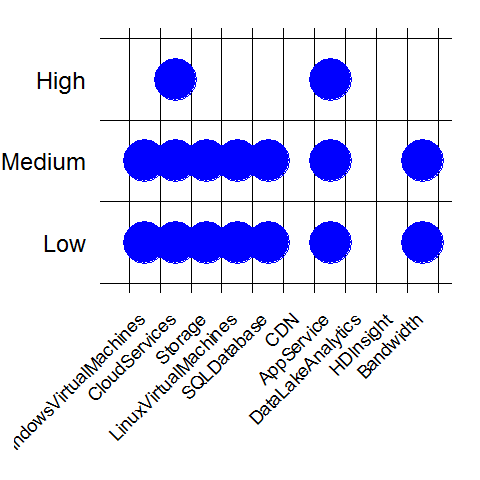 High
Medium
Low
ndowsVirtualMachines
CloudServices
Storage
LinuxVirtualMachines
SQLDatabase
CDN
AppService
DataLakeAnalytics
HDInsight
Bandwidth